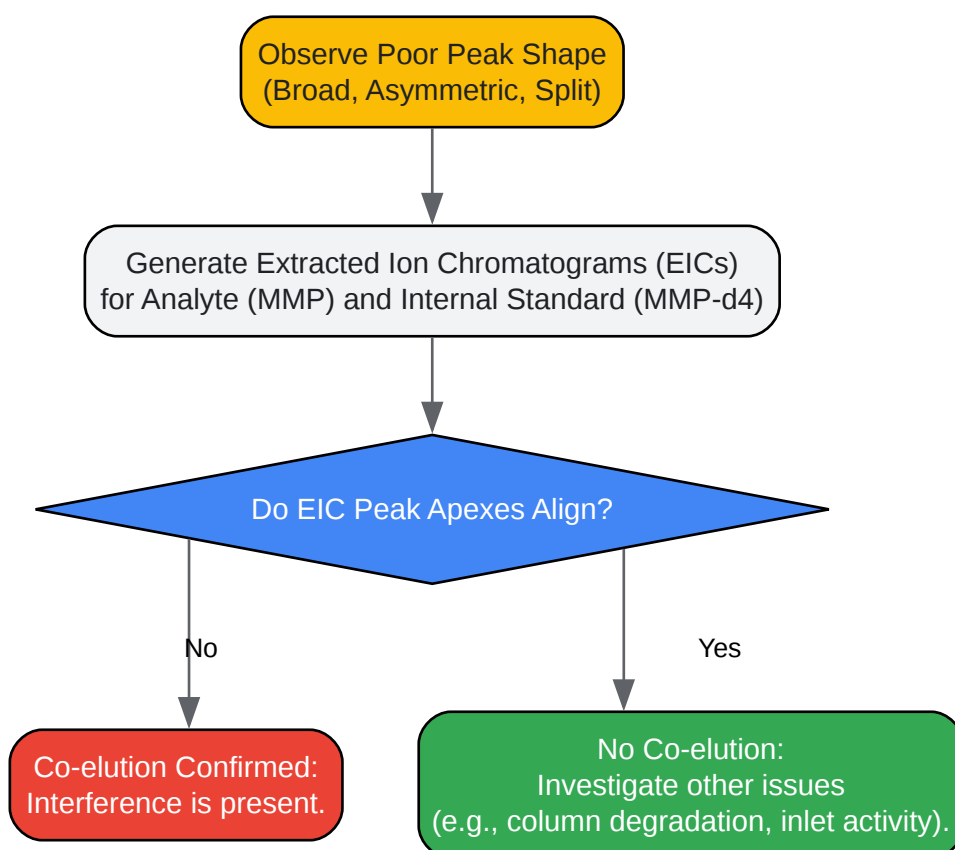 Observe Poor Peak Shape
(Broad, Asymmetric, Split)
Generate Extracted Ion Chromatograms (EICs)
for Analyte (MMP) and Internal Standard (MMP-d4)
Do EIC Peak Apexes Align?
No
Yes
Co-elution Confirmed:
Interference is present.
No Co-elution:
Investigate other issues
(e.g., column degradation, inlet activity).